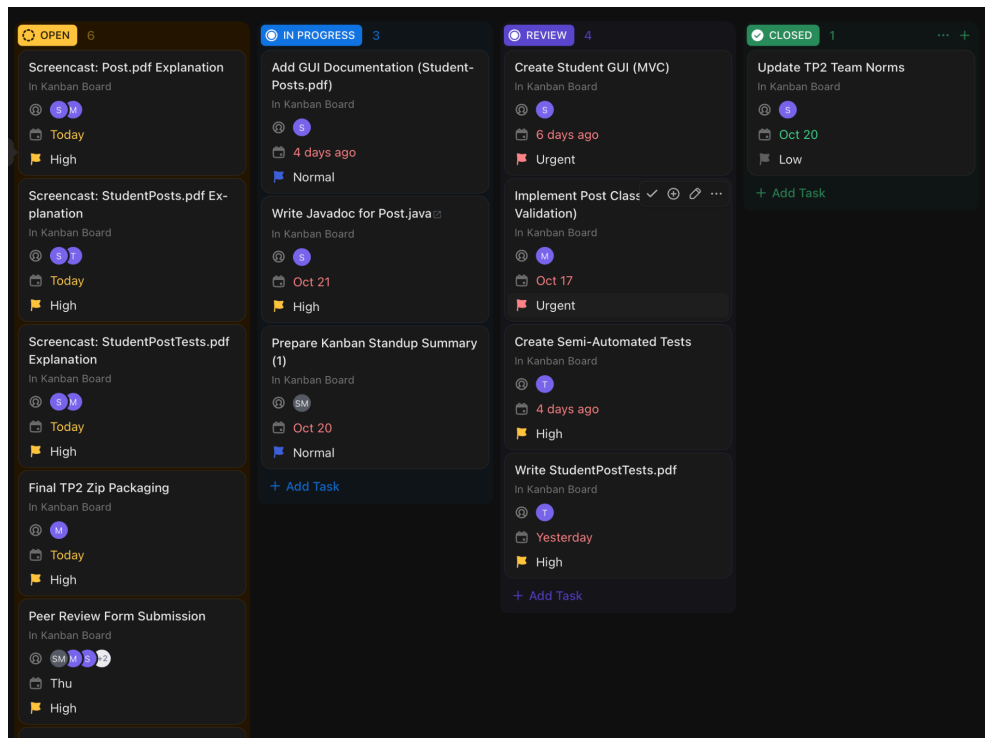 OPEN 6
Screencast: Post.pdf Explanation
In Kanban Board
S M
Today
High
Screencast: StudentPosts.pdf Ex-
planation
In Kanban Board
S T
Today
High
Screencast: StudentPostTests.pdf
Explanation
In Kanban Board
S M
Today
High
Final TP2 Zip Packaging
In Kanban Board
M
Today
High
Peer Review Form Submission
In Kanban Board
SM M S +2
Thu
High
IN PROGRESS 3
Add GUI Documentation (Student-
Posts.pdf)
In Kanban Board
S
4 days ago
Normal
Write Javadoc for Post.java
In Kanban Board
S
Oct 21
High
Prepare Kanban Standup Summary
(1)
In Kanban Board
SM
Oct 20
Normal
+ Add Task
REVIEW 4
Create Student GUI (MVC)
In Kanban Board
S
6 days ago
Urgent
Implement Post Class
Validation)
In Kanban Board
M
Oct 17
Urgent
Create Semi-Automated Tests
In Kanban Board
T
4 days ago
High
Write StudentPostTests.pdf
In Kanban Board
T
Yesterday
High
+ Add Task
CLOSED 1 ... +
Update TP2 Team Norms
In Kanban Board
S
Oct 20
Low
+ Add Task